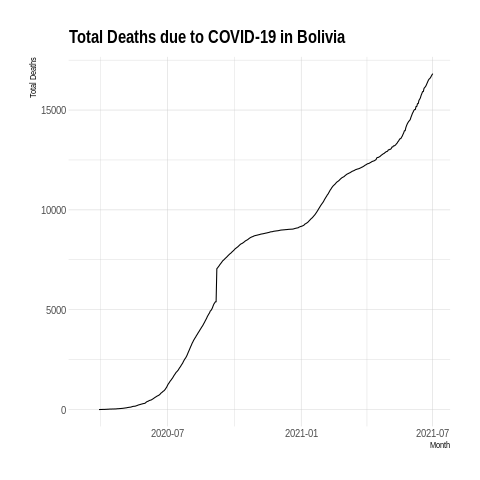 Total Deaths due to COVID-19 in Bolivia
Total Deaths
15000
10000
5000
0
2020-07 2021-01 2021-07
Month